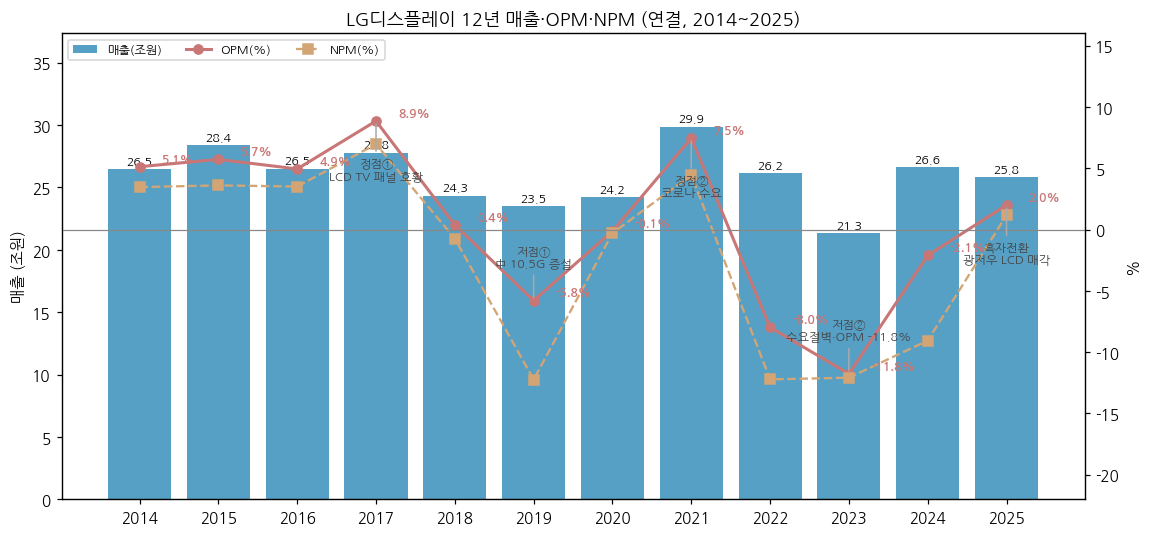 LG디스플레이 12년 매출·OPM·NPM (연결, 2014~2025)
매출(조원) OPM(%) NPM(%)
매출 (조원)
35
30
25
20
15
10
5
0
15
10
5
0
-5
-10
-15
-20
%
26.5 28.4 26.5 24.3 23.5 24.2 29.9 26.2 21.3 26.6 25.8
5.1% 5.7% 4.9% 8.9% 0.4% 7.5% 2.0%
정점①
LCD TV 패널 호황
저점①
中 10.5G 증설
정점②
코로나 수요
저점②
수요절벽·OPM -11.8%
흑자전환
광저우 LCD 매각
2014 2015 2016 2017 2018 2019 2020 2021 2022 2023 2024 2025